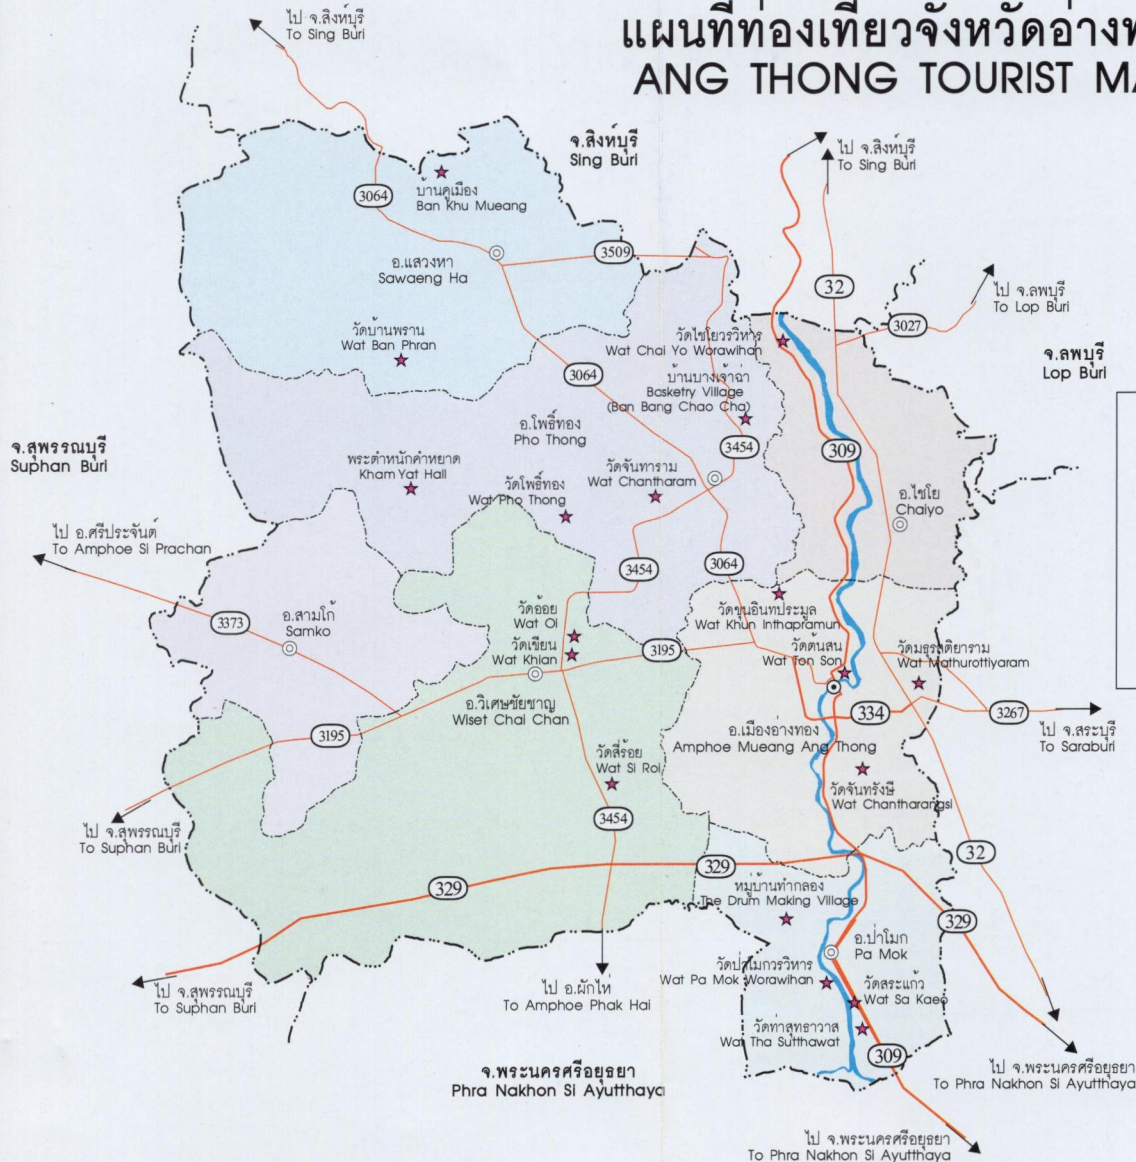 แผนที่ท่องเที่ยวจังหวัดอ่างท
ANG THONG TOURIST MA
ไป จ.สิงห์บุรี
To Sing Buri
จ.สิงห์บุรี
Sing Buri
ไป จ.สิงห์บุรี
To Sing Buri
3064
บ้านคูเมือง
Ban Khu Mueang
อ.แสวงหา
Sawaeng Ha
3509
32
ไป จ.ลพบุรี
To Lop Buri
3027
จ.ลพบุรี
Lop Buri
วัดบ้านพราน
Wat Ban Phran
วัดไชโยวรวิหาร
Wat Chai Yo Worawihan
3064
บ้านบางเจ้าฉ่า
Basketry Village
(Ban Bang Chao Cha)
อ.โพธิ์ทอง
Pho Thong
3454
309
จ.สุพรรณบุรี
Suphan Buri
พระตำหนักคำหยาด
Kham Yat Hall
วัดโพธิ์ทอง
Wat Pho Thong
วัดจันทาราม
Wat Chantharam
อ.ไชโย
Chaiyo
ไป อ.ศรีประจันต์
To Amphoe Si Prachan
3454
3064
3373
อ.สามโก้
Samko
วัดอ้อย
Wat Oi
วัดเขียน
Wat Khian
3195
วัดขุนอินทประมูล
Wat Khun Inthapramun
วัดต้นสน
Wat Ton Son
วัดมธุรสติยาราม
Wat Mathurottiyaram
อ.วิเศษชัยชาญ
Wiset Chai Chan
3195
334
3267
ไป จ.สระบุรี
To Saraburi
อ.เมืองอ่างทอง
Amphoe Mueang Ang Thong
วัดสี่ร้อย
Wat Si Roi
วัดจันทรังษี
Wat Chantharangsi
3454
ไป จ.สุพรรณบุรี
To Suphan Buri
32
329
329
หมู่บ้านทำกลอง
The Drum Making Village
329
อ.ป่าโมก
Pa Mok
วัดป่าโมกวรวิหาร
Wat Pa Mok Worawihan
วัดสระแก้ว
Wat Sa Kaeo
ไป จ.สุพรรณบุรี
To Suphan Buri
ไป อ.ผักไห่
To Amphoe Phak Hai
วัดท่าสุทธาวาส
Wat Tha Sutthawat
309
จ.พระนครศรีอยุธยา
Phra Nakhon Si Ayutthaya
ไป จ.พระนครศรีอยุธยา
To Phra Nakhon Si Ayutthaya
ไป จ.พระนครศรีอยุธยา
To Phra Nakhon Si Ayutthaya